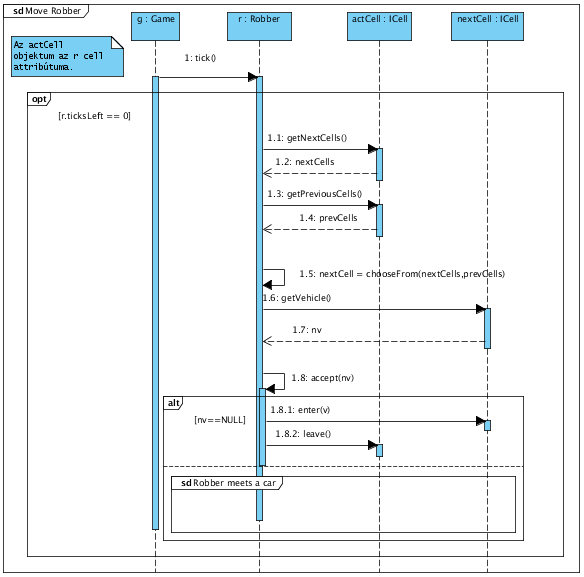 sd Move Robber
g : Game
r : Robber
actCell : ICell
nextCell : ICell
Az actCell
objektum az r cell
attribútuma.
1: tick()
opt
[r.ticksLeft == 0]
1.1: getNextCells()
1.2: nextCells
1.3: getPreviousCells()
1.4: prevCells
1.5: nextCell = chooseFrom(nextCells,prevCells)
1.6: getVehicle()
1.7: nv
1.8: accept(nv)
alt
[nv==NULL]
1.8.1: enter(v)
1.8.2: leave()
sd Robber meets a car